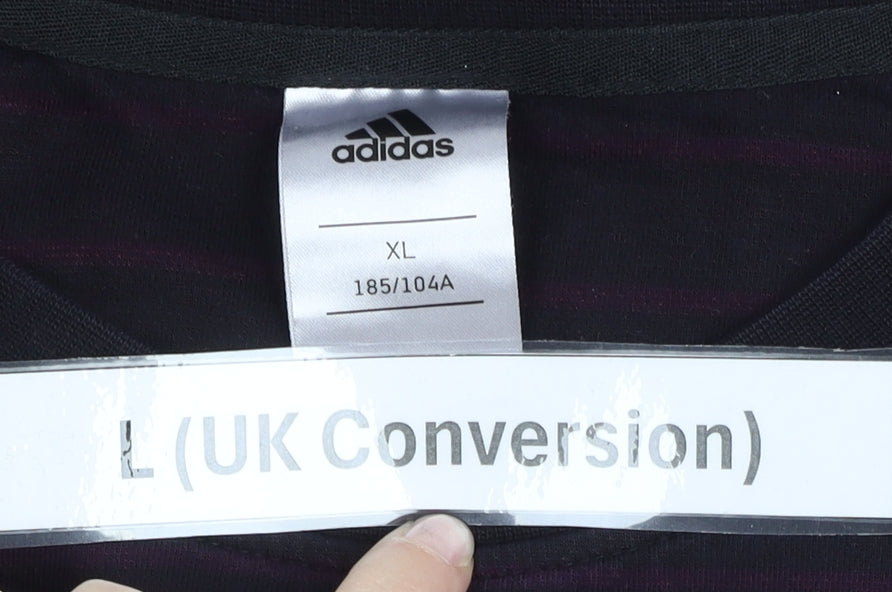 adidas
XL
185/104A
L (UK Conversion)